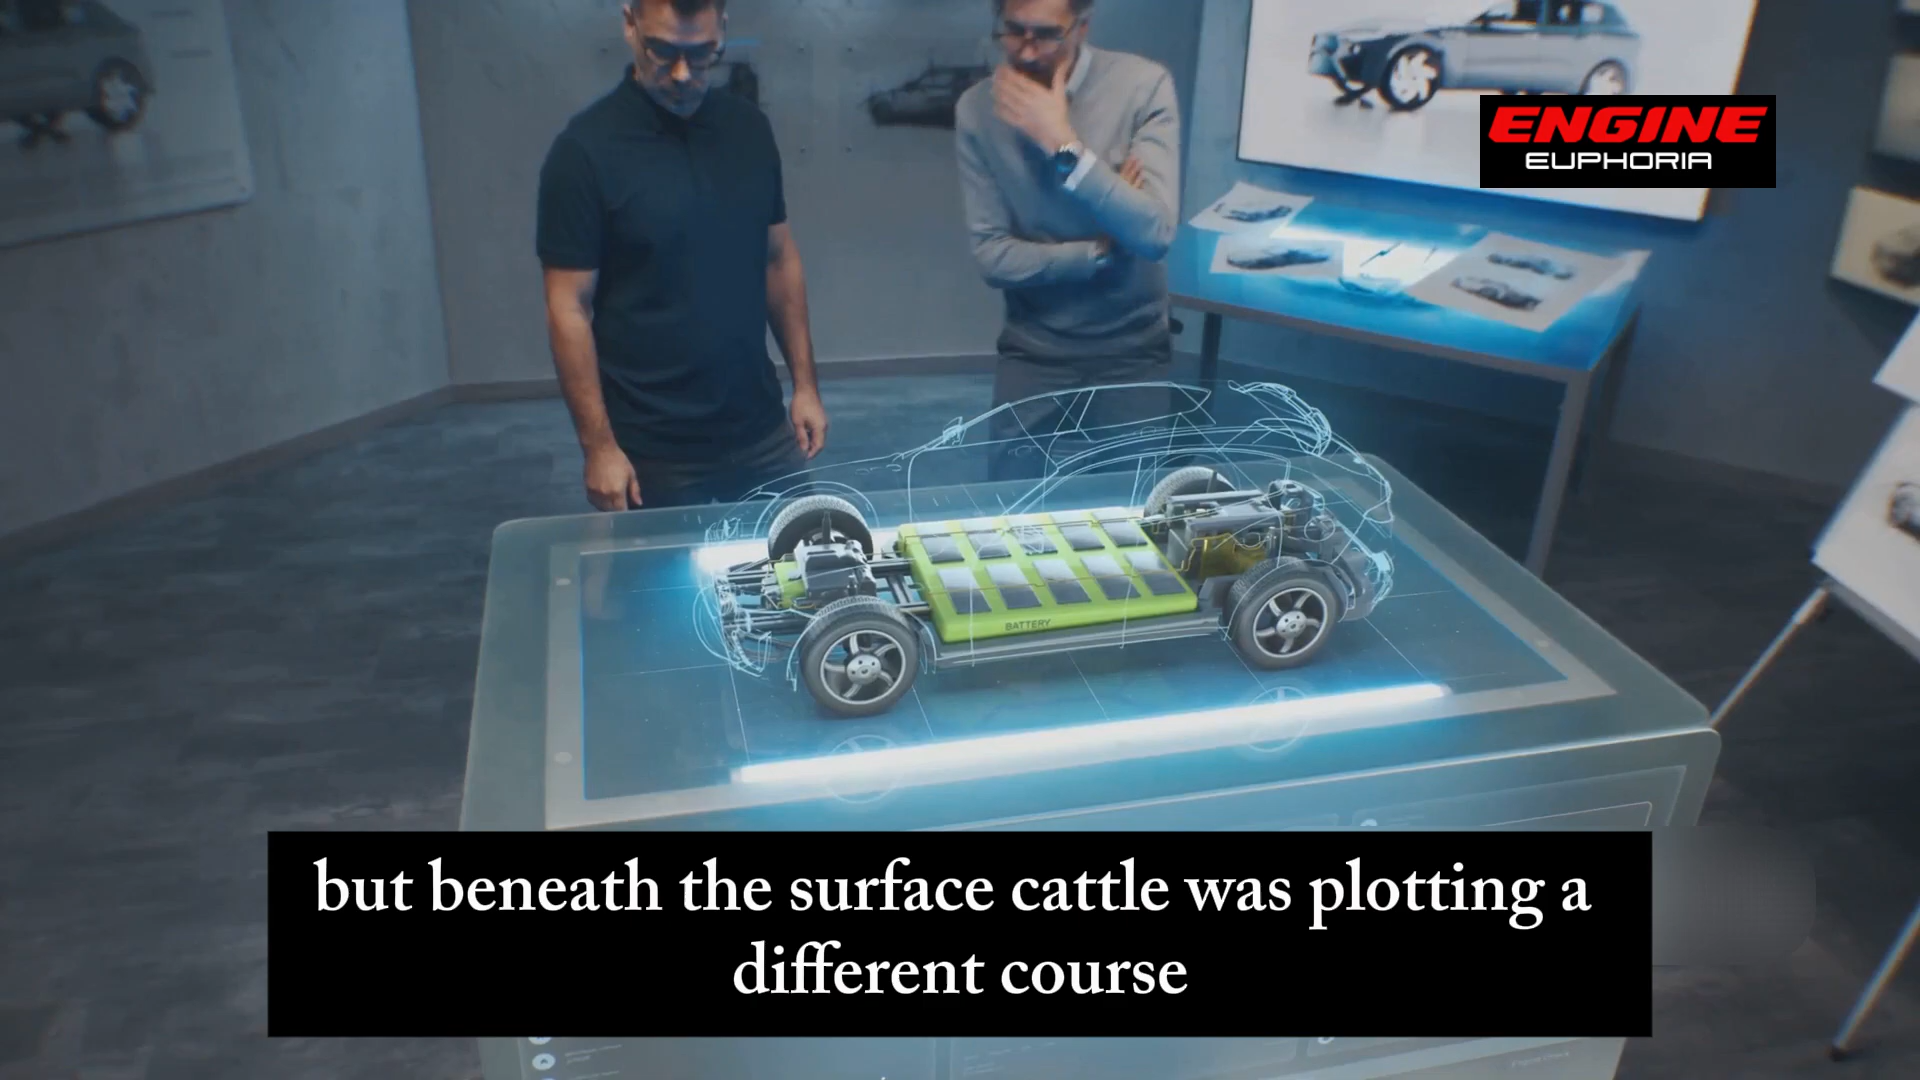 ENGINE
EUPHORIA
BATTERY
but beneath the surface cattle was plotting a
different course